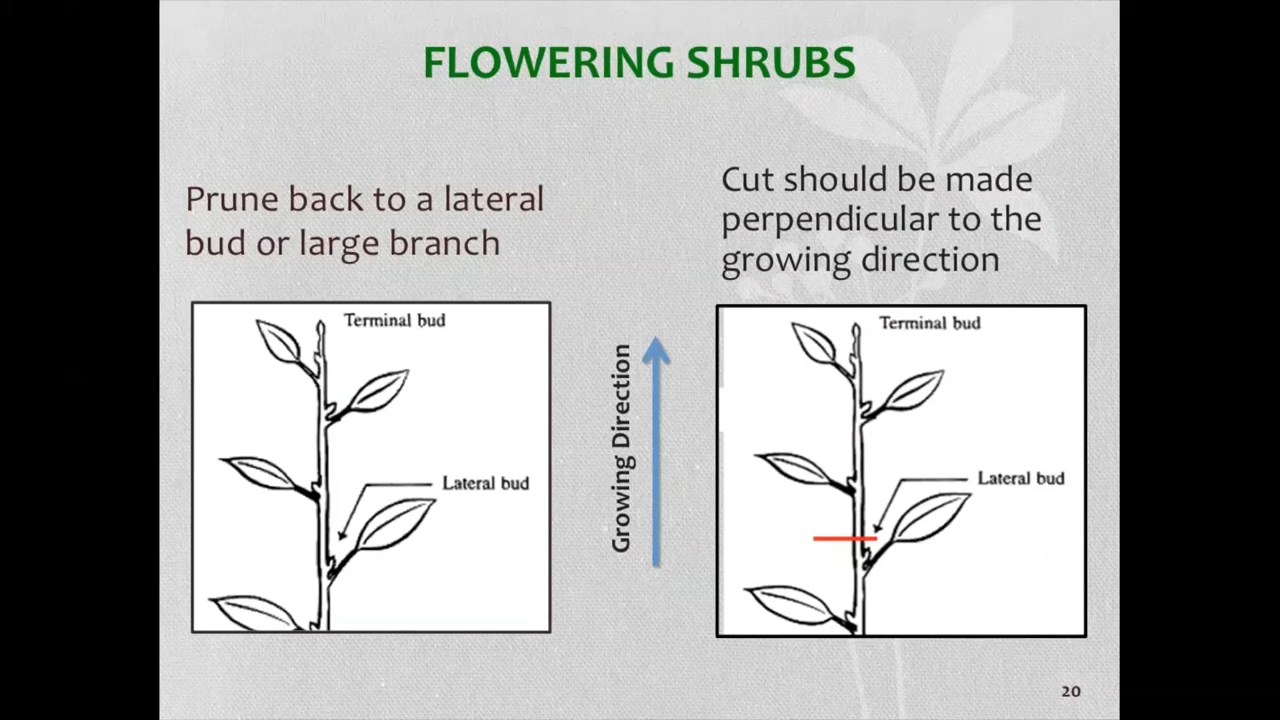 FLOWERING SHRUBS
Prune back to a lateral
bud or large branch
Cut should be made
perpendicular to the
growing direction
Terminal bud
Lateral bud
Growing Direction
Terminal bud
Lateral bud
20